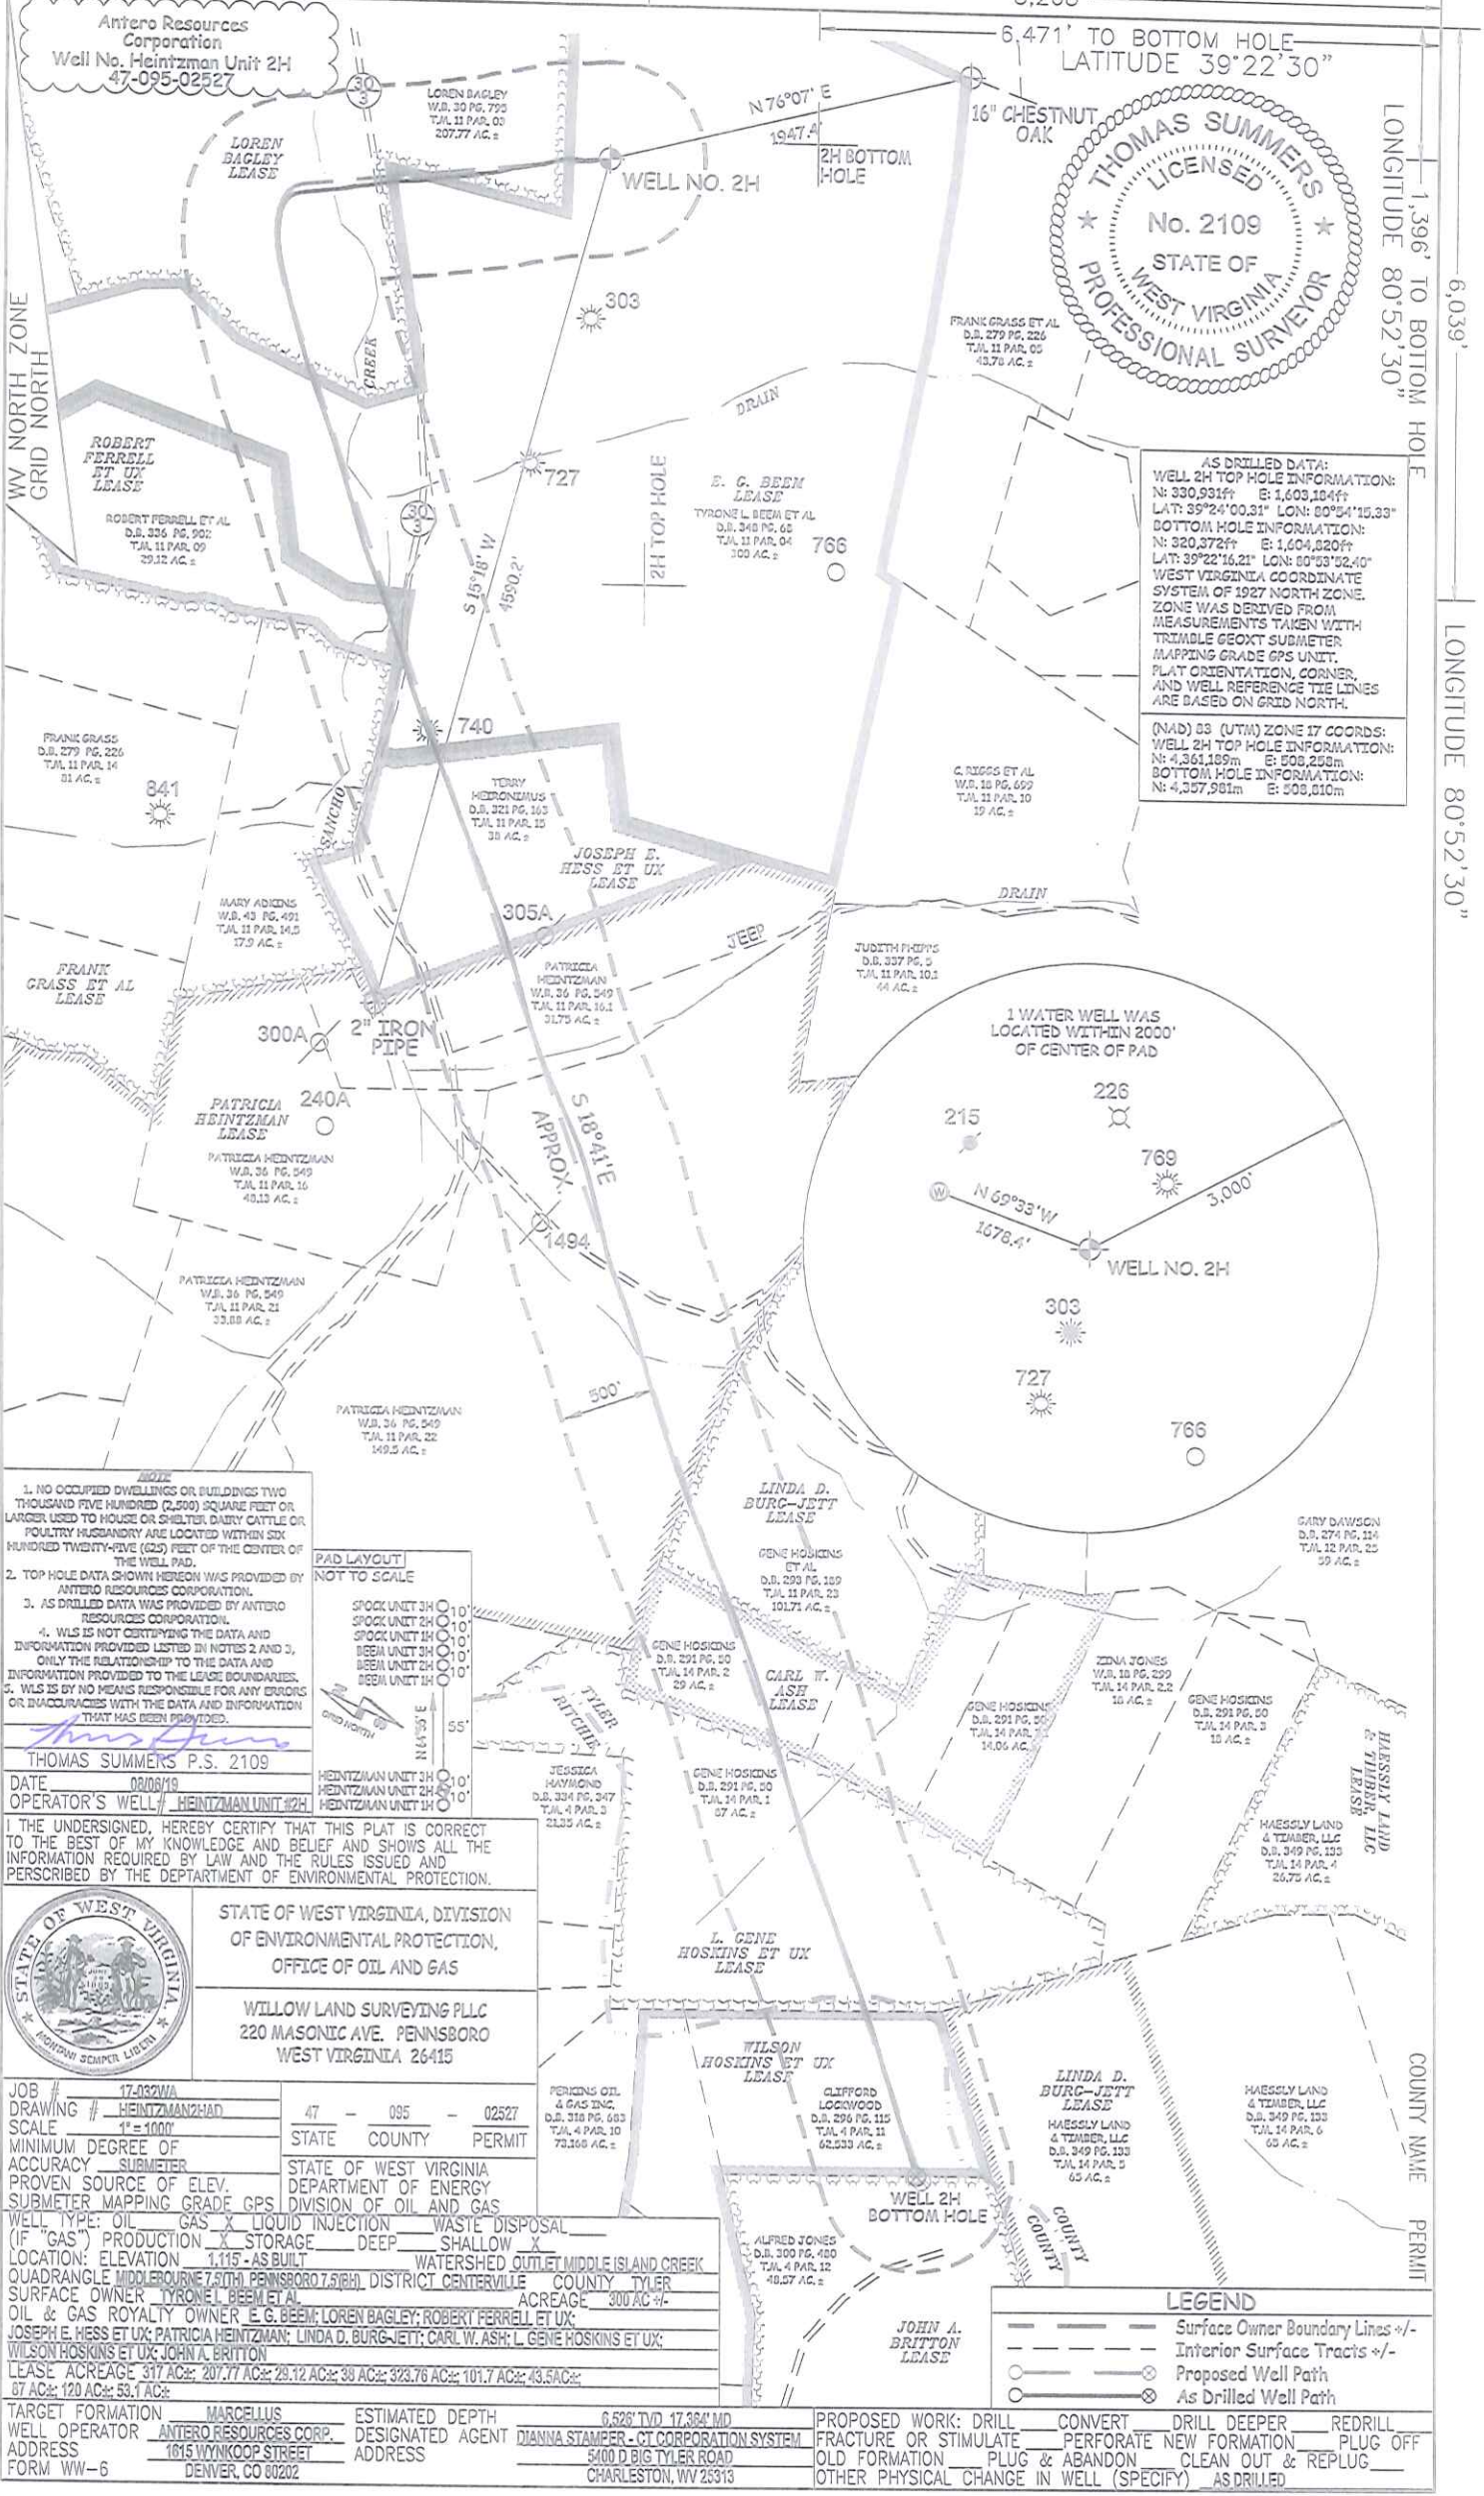 Antero Resources
Corporation
Well No. Heintzman Unit 2H
47-095-02527
6,471' TO BOTTOM HOLE
LATITUDE 39°22'30"
1,396' TO BOTTOM HOLE
LONGITUDE 80°52'30"
6,039'
LONGITUDE 80°52'30"
WV NORTH ZONE
GRID NORTH
THOMAS SUMMERS
LICENSED
No. 2109
STATE OF
WEST VIRGINIA
PROFESSIONAL SURVEYOR
30
3
LOREN BAGLEY
W.B. 30 PG. 795
T.M. 11 PAR. 03
207.77 AC. ±
LOREN
BAGLEY
LEASE
N 76°07' E
1947.4'
16" CHESTNUT
OAK
2H BOTTOM
HOLE
WELL NO. 2H
303
CREEK
FRANK GRASS ET AL
D.B. 279 PG. 226
T.M. 11 PAR. 05
43.78 AC. ±
DRAIN
ROBERT
FERRELL
ET UX
LEASE
ROBERT FERRELL ET AL
D.B. 336 PG. 902
T.M. 11 PAR. 09
29.12 AC. ±
727
30
3
S 15°18' W
4590.2'
2H TOP HOLE
E. G. BEEM
LEASE
TYRONE L. BEEM ET AL
D.B. 348 PG. 68
T.M. 11 PAR. 04
300 AC. ±
766
AS DRILLED DATA:
WELL 2H TOP HOLE INFORMATION:
N: 330,931ft E: 1,603,184ft
LAT: 39°24'00.31" LON: 80°54'15.33"
BOTTOM HOLE INFORMATION:
N: 320,372ft E: 1,604,820ft
LAT: 39°22'16.21" LON: 80°53'52.40"
WEST VIRGINIA COORDINATE
SYSTEM OF 1927 NORTH ZONE.
ZONE WAS DERIVED FROM
MEASUREMENTS TAKEN WITH
TRIMBLE GEOXT SUBMETER
MAPPING GRADE GPS UNIT.
PLAT ORIENTATION, CORNER,
AND WELL REFERENCE TIE LINES
ARE BASED ON GRID NORTH.
(NAD) 83 (UTM) ZONE 17 COORDS:
WELL 2H TOP HOLE INFORMATION:
N: 4,361,189m E: 508,258m
BOTTOM HOLE INFORMATION:
N: 4,357,981m E: 508,810m
740
FRANK GRASS
D.B. 279 PG. 226
T.M. 11 PAR. 14
81 AC. ±
841
SANCHO
TERRY
HEIRONIMUS
D.B. 321 PG. 163
T.M. 11 PAR. 15
38 AC. ±
C. RIGGS ET AL
W.B. 18 PG. 699
T.M. 11 PAR. 10
19 AC. ±
JOSEPH E.
HESS ET UX
LEASE
MARY ADKINS
W.B. 43 PG. 491
T.M. 11 PAR. 14.5
17.9 AC. ±
305A
JEEP
DRAIN
FRANK
GRASS ET AL
LEASE
PATRICIA
HEINTZMAN
W.B. 36 PG. 549
T.M. 11 PAR. 16.1
31.75 AC. ±
JUDITH PHIPPS
D.B. 337 PG. 5
T.M. 11 PAR. 10.1
44 AC. ±
300A
2" IRON
PIPE
240A
PATRICIA
HEINTZMAN
LEASE
PATRICIA HEINTZMAN
W.B. 36 PG. 549
T.M. 11 PAR. 16
48.13 AC. ±
APPROX.
S 18°41'E
1494
PATRICIA HEINTZMAN
W.B. 36 PG. 549
T.M. 11 PAR. 21
33.88 AC. ±
1 WATER WELL WAS
LOCATED WITHIN 2000'
OF CENTER OF PAD
226
215
769
W
N 69°33'W
1678.4'
3,000'
WELL NO. 2H
303
727
766
500'
PATRICIA HEINTZMAN
W.B. 36 PG. 549
T.M. 11 PAR. 22
149.5 AC. ±
NOTE
1. NO OCCUPIED DWELLINGS OR BUILDINGS TWO
THOUSAND FIVE HUNDRED (2,500) SQUARE FEET OR
LARGER USED TO HOUSE OR SHELTER DAIRY CATTLE OR
POULTRY HUSBANDRY ARE LOCATED WITHIN SIX
HUNDRED TWENTY-FIVE (625) FEET OF THE CENTER OF
THE WELL PAD.
2. TOP HOLE DATA SHOWN HEREON WAS PROVIDED BY
ANTERO RESOURCES CORPORATION.
3. AS DRILLED DATA WAS PROVIDED BY ANTERO
RESOURCES CORPORATION.
4. WLS IS NOT CERTIFYING THE DATA AND
INFORMATION PROVIDED LISTED IN NOTES 2 AND 3,
ONLY THE RELATIONSHIP TO THE DATA AND
INFORMATION PROVIDED TO THE LEASE BOUNDARIES.
5. WLS IS BY NO MEANS RESPONSIBLE FOR ANY ERRORS
OR INACCURACIES WITH THE DATA AND INFORMATION
THAT HAS BEEN PROVIDED.
THOMAS SUMMERS P.S. 2109
DATE 08/06/19
OPERATOR'S WELL# HEINTZMAN UNIT #2H
PAD LAYOUT
NOT TO SCALE
SPOCK UNIT 3H 10'
SPOCK UNIT 2H 10'
SPOCK UNIT 1H 10'
BEEM UNIT 3H 10'
BEEM UNIT 2H 10'
BEEM UNIT 1H
GRID NORTH
55'
HEINTZMAN UNIT 3H 10'
HEINTZMAN UNIT 2H 10'
HEINTZMAN UNIT 1H
LINDA D.
BURG-JETT
LEASE
GENE HOSKINS
ET AL
D.B. 293 PG. 189
T.M. 11 PAR. 23
101.71 AC. ±
GARY DAWSON
D.B. 274 PG. 114
T.M. 12 PAR. 25
59 AC. ±
GENE HOSKINS
D.B. 291 PG. 50
T.M. 14 PAR. 2
29 AC. ±
CARL W.
ASH
LEASE
TYLER
RITCHIE
ZINA JONES
W.B. 18 PG. 299
T.M. 14 PAR. 2.2
18 AC. ±
GENE HOSKINS
D.B. 291 PG. 50
T.M. 14 PAR.
14.06 AC.
GENE HOSKINS
D.B. 291 PG. 50
T.M. 14 PAR. 3
18 AC. ±
HAESSLY LAND
& TIMBER, LLC
LEASE
JESSICA
HAYMOND
D.B. 334 PG. 347
T.M. 4 PAR. 3
21.35 AC. ±
GENE HOSKINS
D.B. 291 PG. 50
T.M. 14 PAR. 1
87 AC. ±
HAESSLY LAND
& TIMBER, LLC
D.B. 349 PG. 133
T.M. 14 PAR. 4
26.75 AC. ±
I THE UNDERSIGNED, HEREBY CERTIFY THAT THIS PLAT IS CORRECT
TO THE BEST OF MY KNOWLEDGE AND BELIEF AND SHOWS ALL THE
INFORMATION REQUIRED BY LAW AND THE RULES ISSUED AND
PERSCRIBED BY THE DEPTARTMENT OF ENVIRONMENTAL PROTECTION.
STATE OF WEST VIRGINIA
MONTANI SEMPER LIBERI
STATE OF WEST VIRGINIA, DIVISION
OF ENVIRONMENTAL PROTECTION,
OFFICE OF OIL AND GAS
WILLOW LAND SURVEYING PLLC
220 MASONIC AVE. PENNSBORO
WEST VIRGINIA 26415
L. GENE
HOSKINS ET UX
LEASE
WILSON
HOSKINS ET UX
LEASE
CLIFFORD
LOCKWOOD
D.B. 296 PG. 115
T.M. 4 PAR. 11
62.533 AC. ±
PERKINS OIL
& GAS INC.
D.B. 318 PG. 683
T.M. 4 PAR. 10
73.168 AC. ±
LINDA D.
BURG-JETT
LEASE
HAESSLY LAND
& TIMBER, LLC
D.B. 349 PG. 133
T.M. 14 PAR. 5
65 AC. ±
HAESSLY LAND
& TIMBER, LLC
D.B. 349 PG. 133
T.M. 14 PAR. 6
65 AC. ±
COUNTY NAME
PERMIT
WELL 2H
BOTTOM HOLE
COUNTY
COUNTY
ALFRED JONES
D.B. 300 PG. 480
T.M. 4 PAR. 12
48.57 AC. ±
JOHN A.
BRITTON
LEASE
JOB # 17-032WA
DRAWING # HEINTZMAN2HAD
SCALE 1" = 1000'
MINIMUM DEGREE OF
ACCURACY SUBMETER
PROVEN SOURCE OF ELEV.
SUBMETER MAPPING GRADE GPS
47 - 095 - 02527
STATE COUNTY PERMIT
STATE OF WEST VIRGINIA
DEPARTMENT OF ENERGY
DIVISION OF OIL AND GAS
WELL TYPE: OIL GAS X LIQUID INJECTION WASTE DISPOSAL
(IF "GAS") PRODUCTION X STORAGE DEEP SHALLOW X
LOCATION: ELEVATION 1,115' - AS BUILT WATERSHED OUTLET MIDDLE ISLAND CREEK
QUADRANGLE MIDDLEBOURNE 7.5'(TH) PENNSBORO 7.5'(BH) DISTRICT CENTERVILLE COUNTY TYLER
SURFACE OWNER TYRONE L. BEEM ET AL ACREAGE 300 AC +/-
OIL & GAS ROYALTY OWNER E. G. BEEM; LOREN BAGLEY; ROBERT FERRELL ET UX;
JOSEPH E. HESS ET UX; PATRICIA HEINTZMAN; LINDA D. BURG-JETT; CARL W. ASH; L. GENE HOSKINS ET UX;
WILSON HOSKINS ET UX; JOHN A. BRITTON
LEASE ACREAGE 317 AC±; 207.77 AC±; 29.12 AC±; 38 AC±; 323.76 AC±; 101.7 AC±; 43.5AC±;
87 AC±; 120 AC±; 53.1 AC±
LEGEND
Surface Owner Boundary Lines +/-
Interior Surface Tracts +/-
Proposed Well Path
As Drilled Well Path
TARGET FORMATION MARCELLUS ESTIMATED DEPTH 6,526' TVD 17,364' MD
WELL OPERATOR ANTERO RESOURCES CORP. DESIGNATED AGENT DIANNA STAMPER - CT CORPORATION SYSTEM
ADDRESS 1615 WYNKOOP STREET ADDRESS 5400 D BIG TYLER ROAD
FORM WW-6 DENVER, CO 80202 CHARLESTON, WV 25313
PROPOSED WORK: DRILL CONVERT DRILL DEEPER REDRILL
FRACTURE OR STIMULATE PERFORATE NEW FORMATION PLUG OFF
OLD FORMATION PLUG & ABANDON CLEAN OUT & REPLUG
OTHER PHYSICAL CHANGE IN WELL (SPECIFY) AS DRILLED